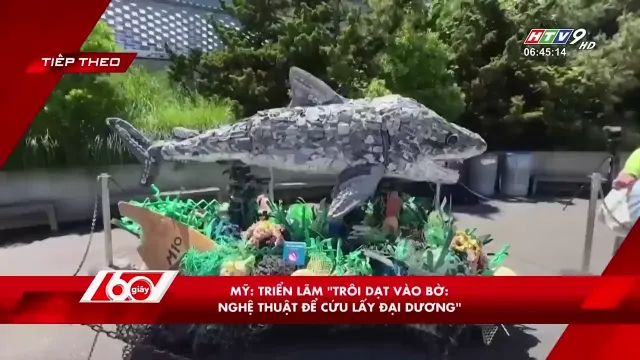 TIẾP THEO
HTV9 HD
06:45:14
M10
60 giây
MỸ: TRIỂN LÃM "TRÔI DẠT VÀO BỜ:
NGHỆ THUẬT ĐỂ CỨU LẤY ĐẠI DƯƠNG"